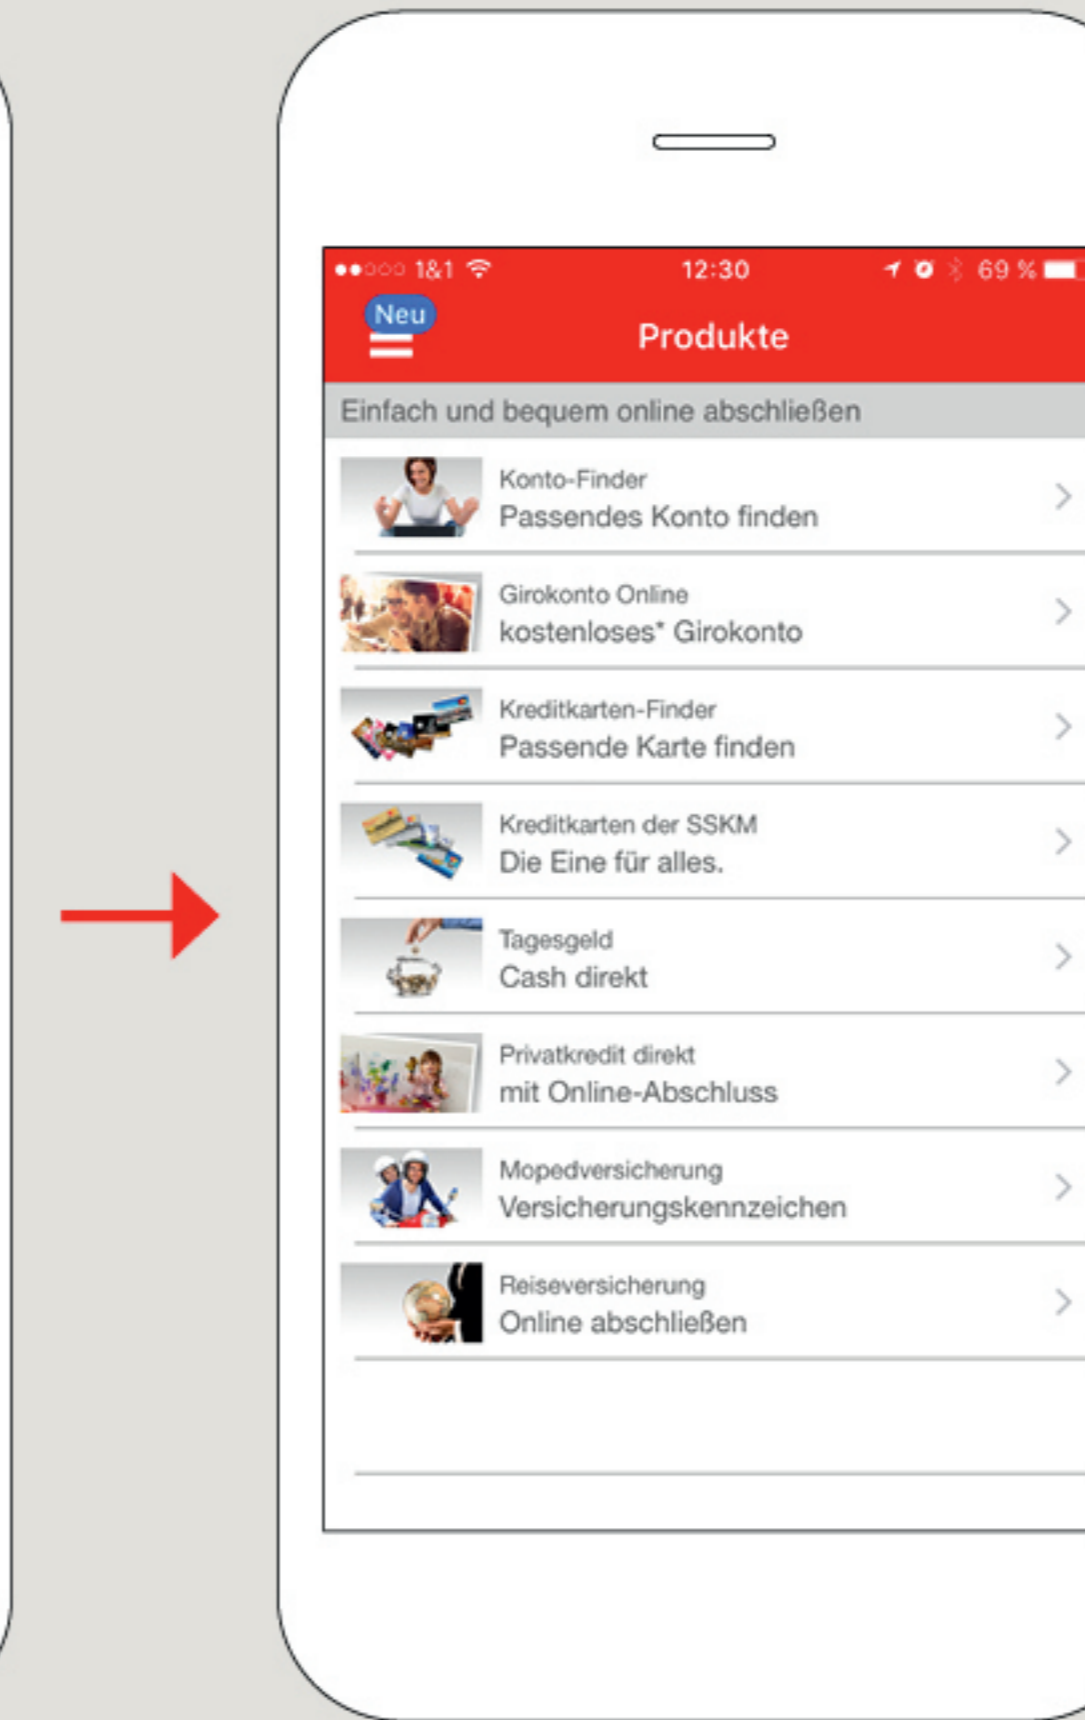 1&1 12:30 69 %
Neu
Produkte
Einfach und bequem online abschließen
Konto-Finder
Passendes Konto finden
Girokonto Online
kostenloses* Girokonto
Kreditkarten-Finder
Passende Karte finden
Kreditkarten der SSKM
Die Eine für alles.
Tagesgeld
Cash direkt
Privatkredit direkt
mit Online-Abschluss
Mopedversicherung
Versicherungskennzeichen
Reiseversicherung
Online abschließen